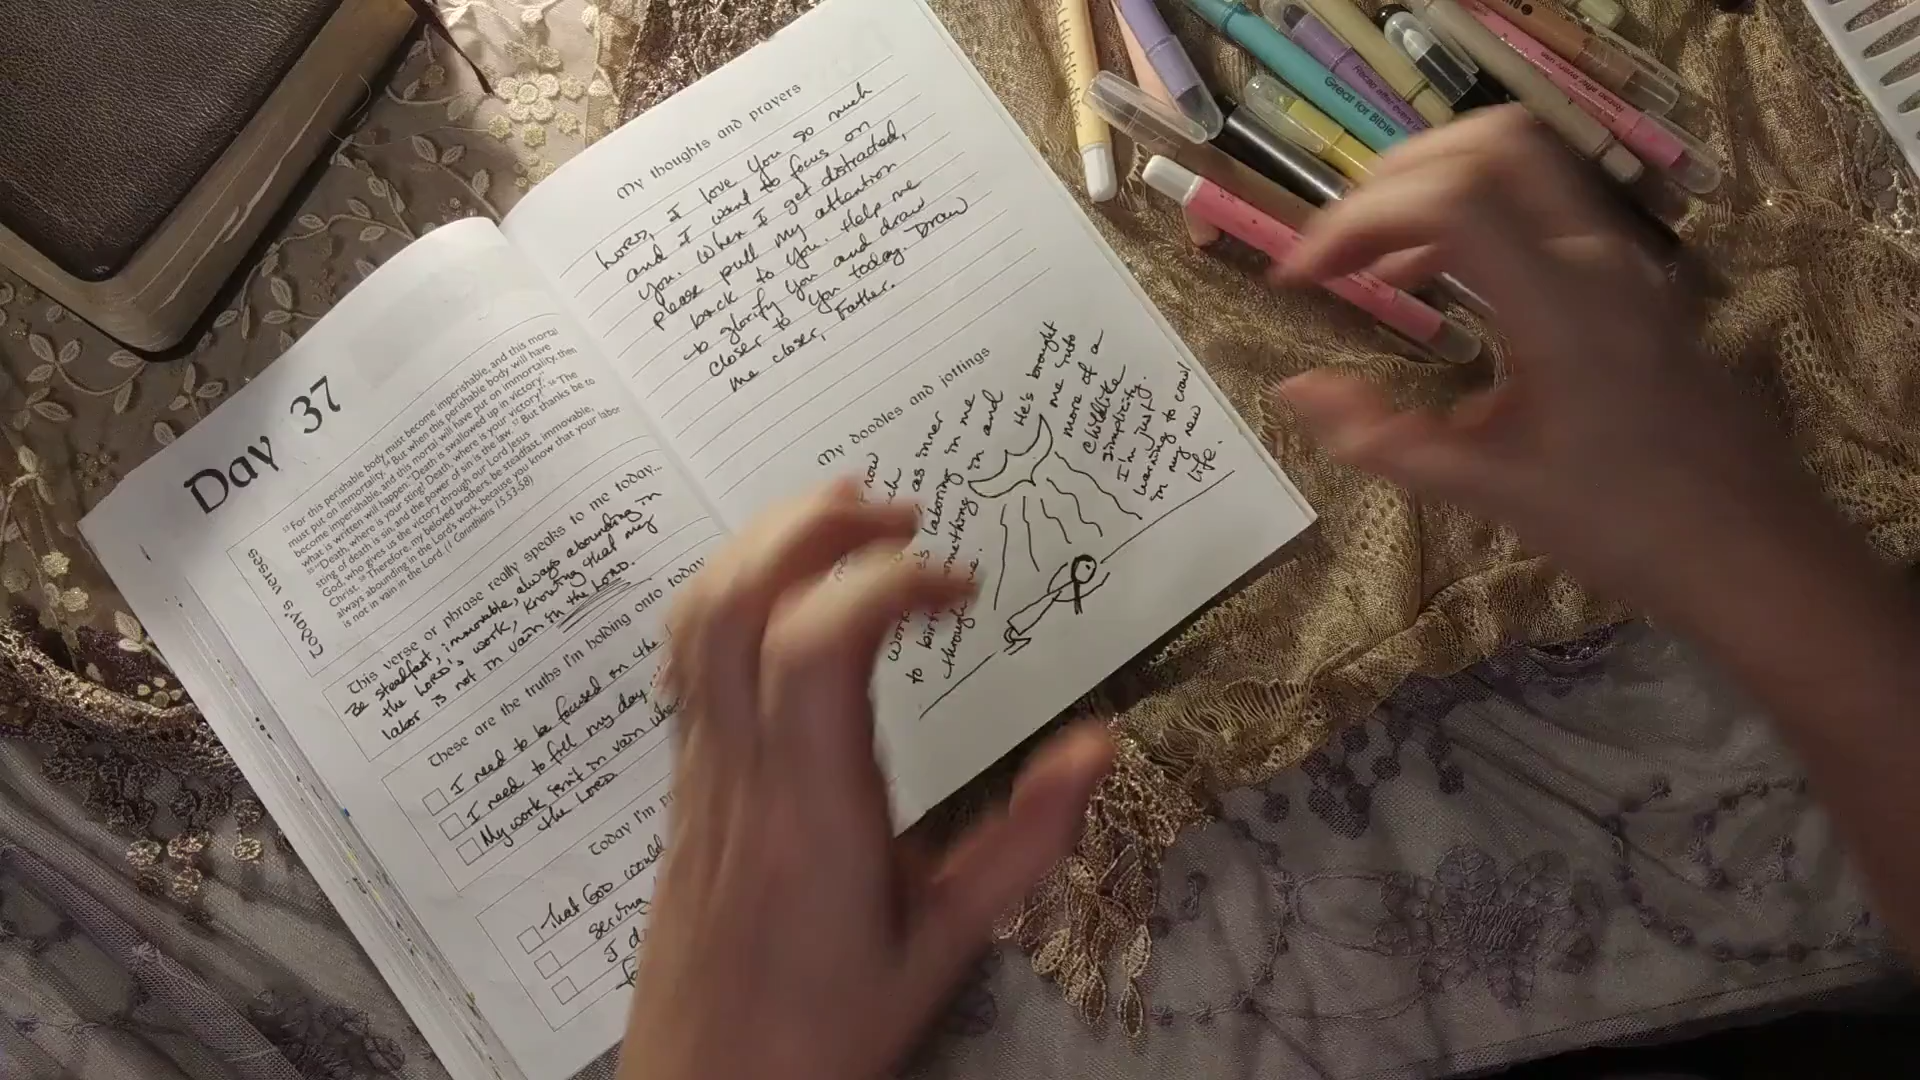 Day 37
Today's verses
53 For this perishable body must become imperishable, and this mortal
must put on immortality. 54 But when this perishable body will have
become imperishable, and this mortal will have put on immortality, then
what is written will happen: "Death is swallowed up in victory."
55 "Death, where is your sting? Death, where is your victory?" 56 The
sting of death is sin, and the power of sin is the law. 57 But thanks be to
God, who gives us the victory through our Lord Jesus
Christ. 58 Therefore, my beloved brothers, be steadfast, immovable,
always abounding in the Lord's work, because you know that your labor
is not in vain in the Lord. (1 Corinthians 15:53-58)
This verse or phrase really speaks to me today...
Be steadfast, immovable, always abounding in
the LORD's work, knowing that my
labor is not in vain in the LORD.
These are the truths I'm holding onto today
I need to be focused on the
I need to fill my day
My work isn't in vain when
the LORD.
Today I'm
That GOD would
serving
I
My thoughts and prayers
LORD, I love You so much
and I want to focus on
You. When I get distracted,
please pull my attention
back to You. Help me
to glorify You and draw
closer to You today. Draw
me closer, Father.
My doodles and jottings
now
as inner
laboring in me
to something in and
through me.
He's brought
me into
more of a
childlike
simplicity.
I'm just
learning to crawl
in my new
life.
Great for Bible
Recap after every